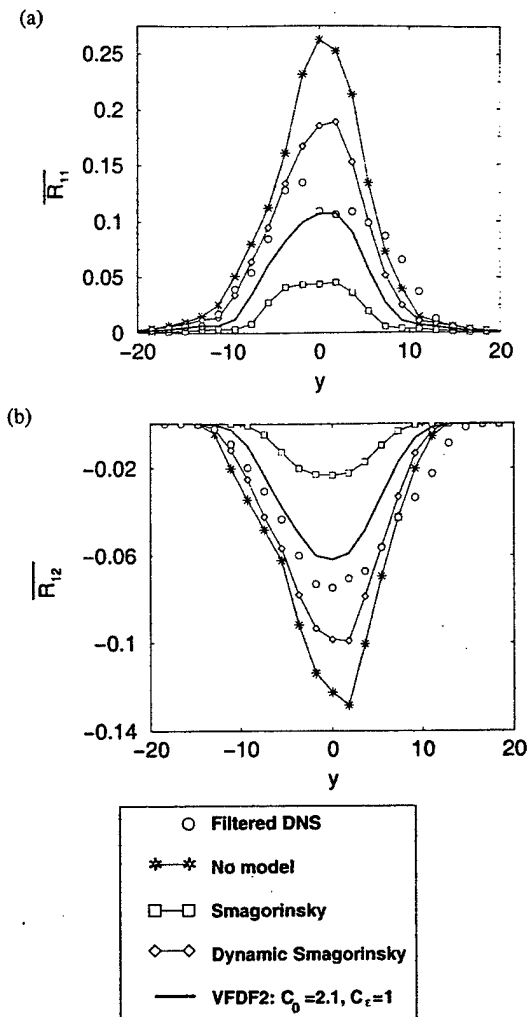 (a)
0.25
0.2
0.15
0.1
0.05
0
R₁₁
-20 -10 0 10 20
y
(b)
-0.02
-0.06
-0.1
-0.14
R₁₂
-20 -10 0 10 20
y
Filtered DNS
No model
Smagorinsky
Dynamic Smagorinsky
VFDF2: C₀ =2.1, Cε=1